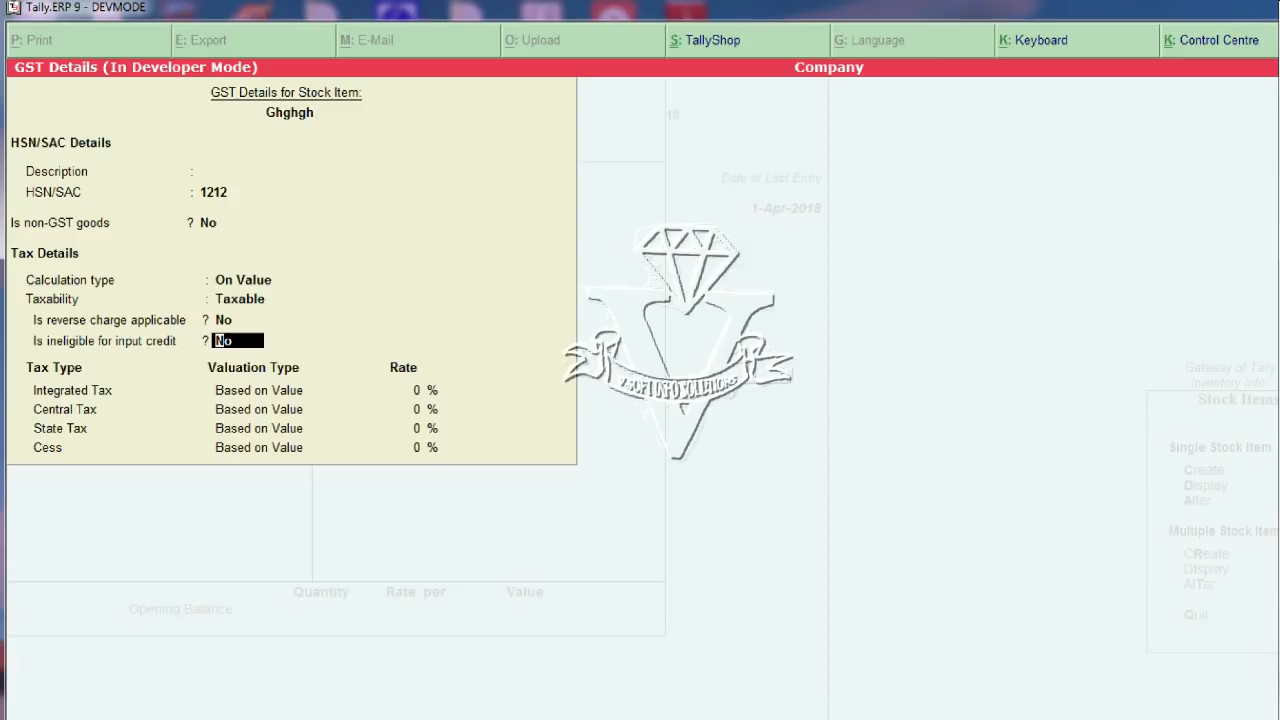 Tally.ERP 9 - DEVMODE
P: Print E: Export M: E-Mail O: Upload S: TallyShop G: Language K: Keyboard K: Control Centre
GST Details (In Developer Mode) Company
GST Details for Stock Item:
Ghghgh
18
HSN/SAC Details
Description :
Date of Last Entry
HSN/SAC : 1212
1-Apr-2018
Is non-GST goods ? No
Tax Details
Calculation type : On Value
Taxability : Taxable
Is reverse charge applicable ? No
Is ineligible for input credit ? No
Tax Type Valuation Type Rate
Integrated Tax Based on Value 0 %
Central Tax Based on Value 0 %
State Tax Based on Value 0 %
Cess Based on Value 0 %
Gateway of Tally
Inventory Info.
Stock Items
Single Stock Item
Create
Display
Alter
Multiple Stock Item
CReate
DIsplay
AlTer
Quit
Quantity Rate per Value
Opening Balance